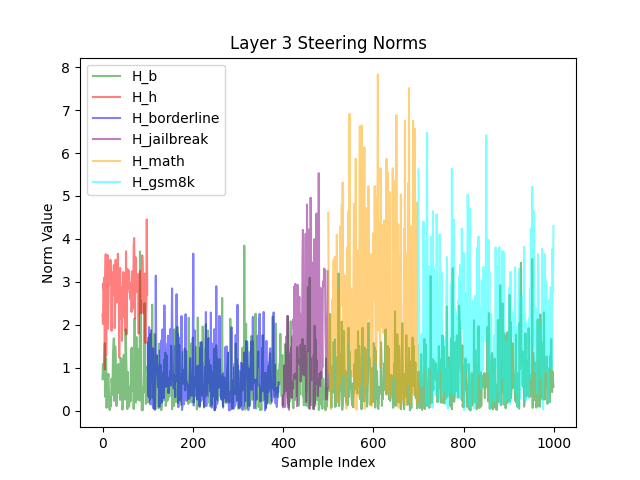 Layer 3 Steering Norms
8
7
6
5
4
3
2
1
0
Norm Value
H_b
H_h
H_borderline
H_jailbreak
H_math
H_gsm8k
0 200 400 600 800 1000
Sample Index